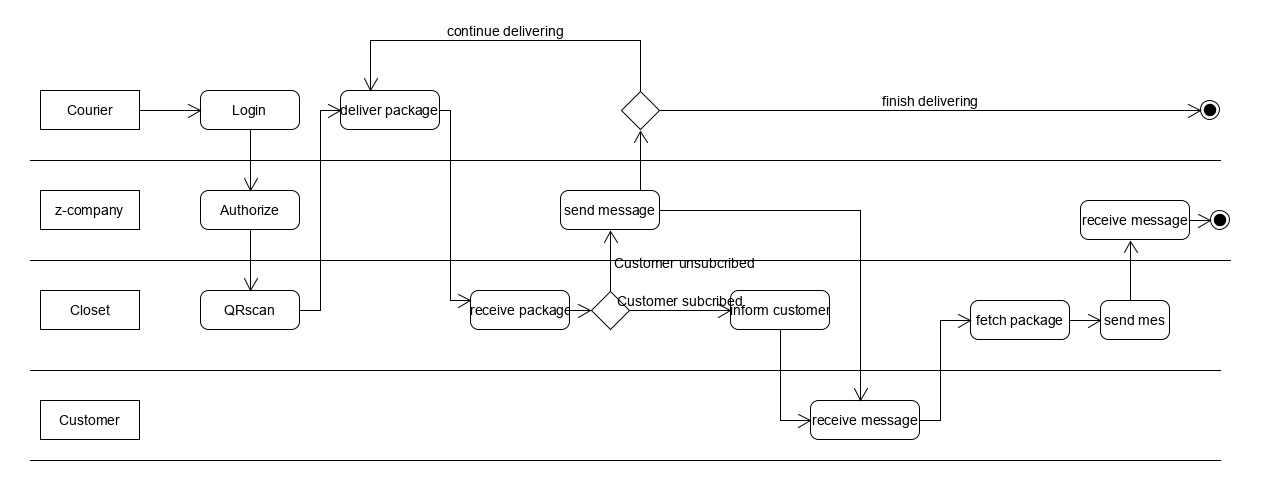 continue delivering
Courier
Login
deliver package
finish delivering
z-company
Authorize
send message
receive message
Customer unsubcribed
Closet
QRscan
receive package
Customer subcribed
inform customer
fetch package
send mes
Customer
receive message